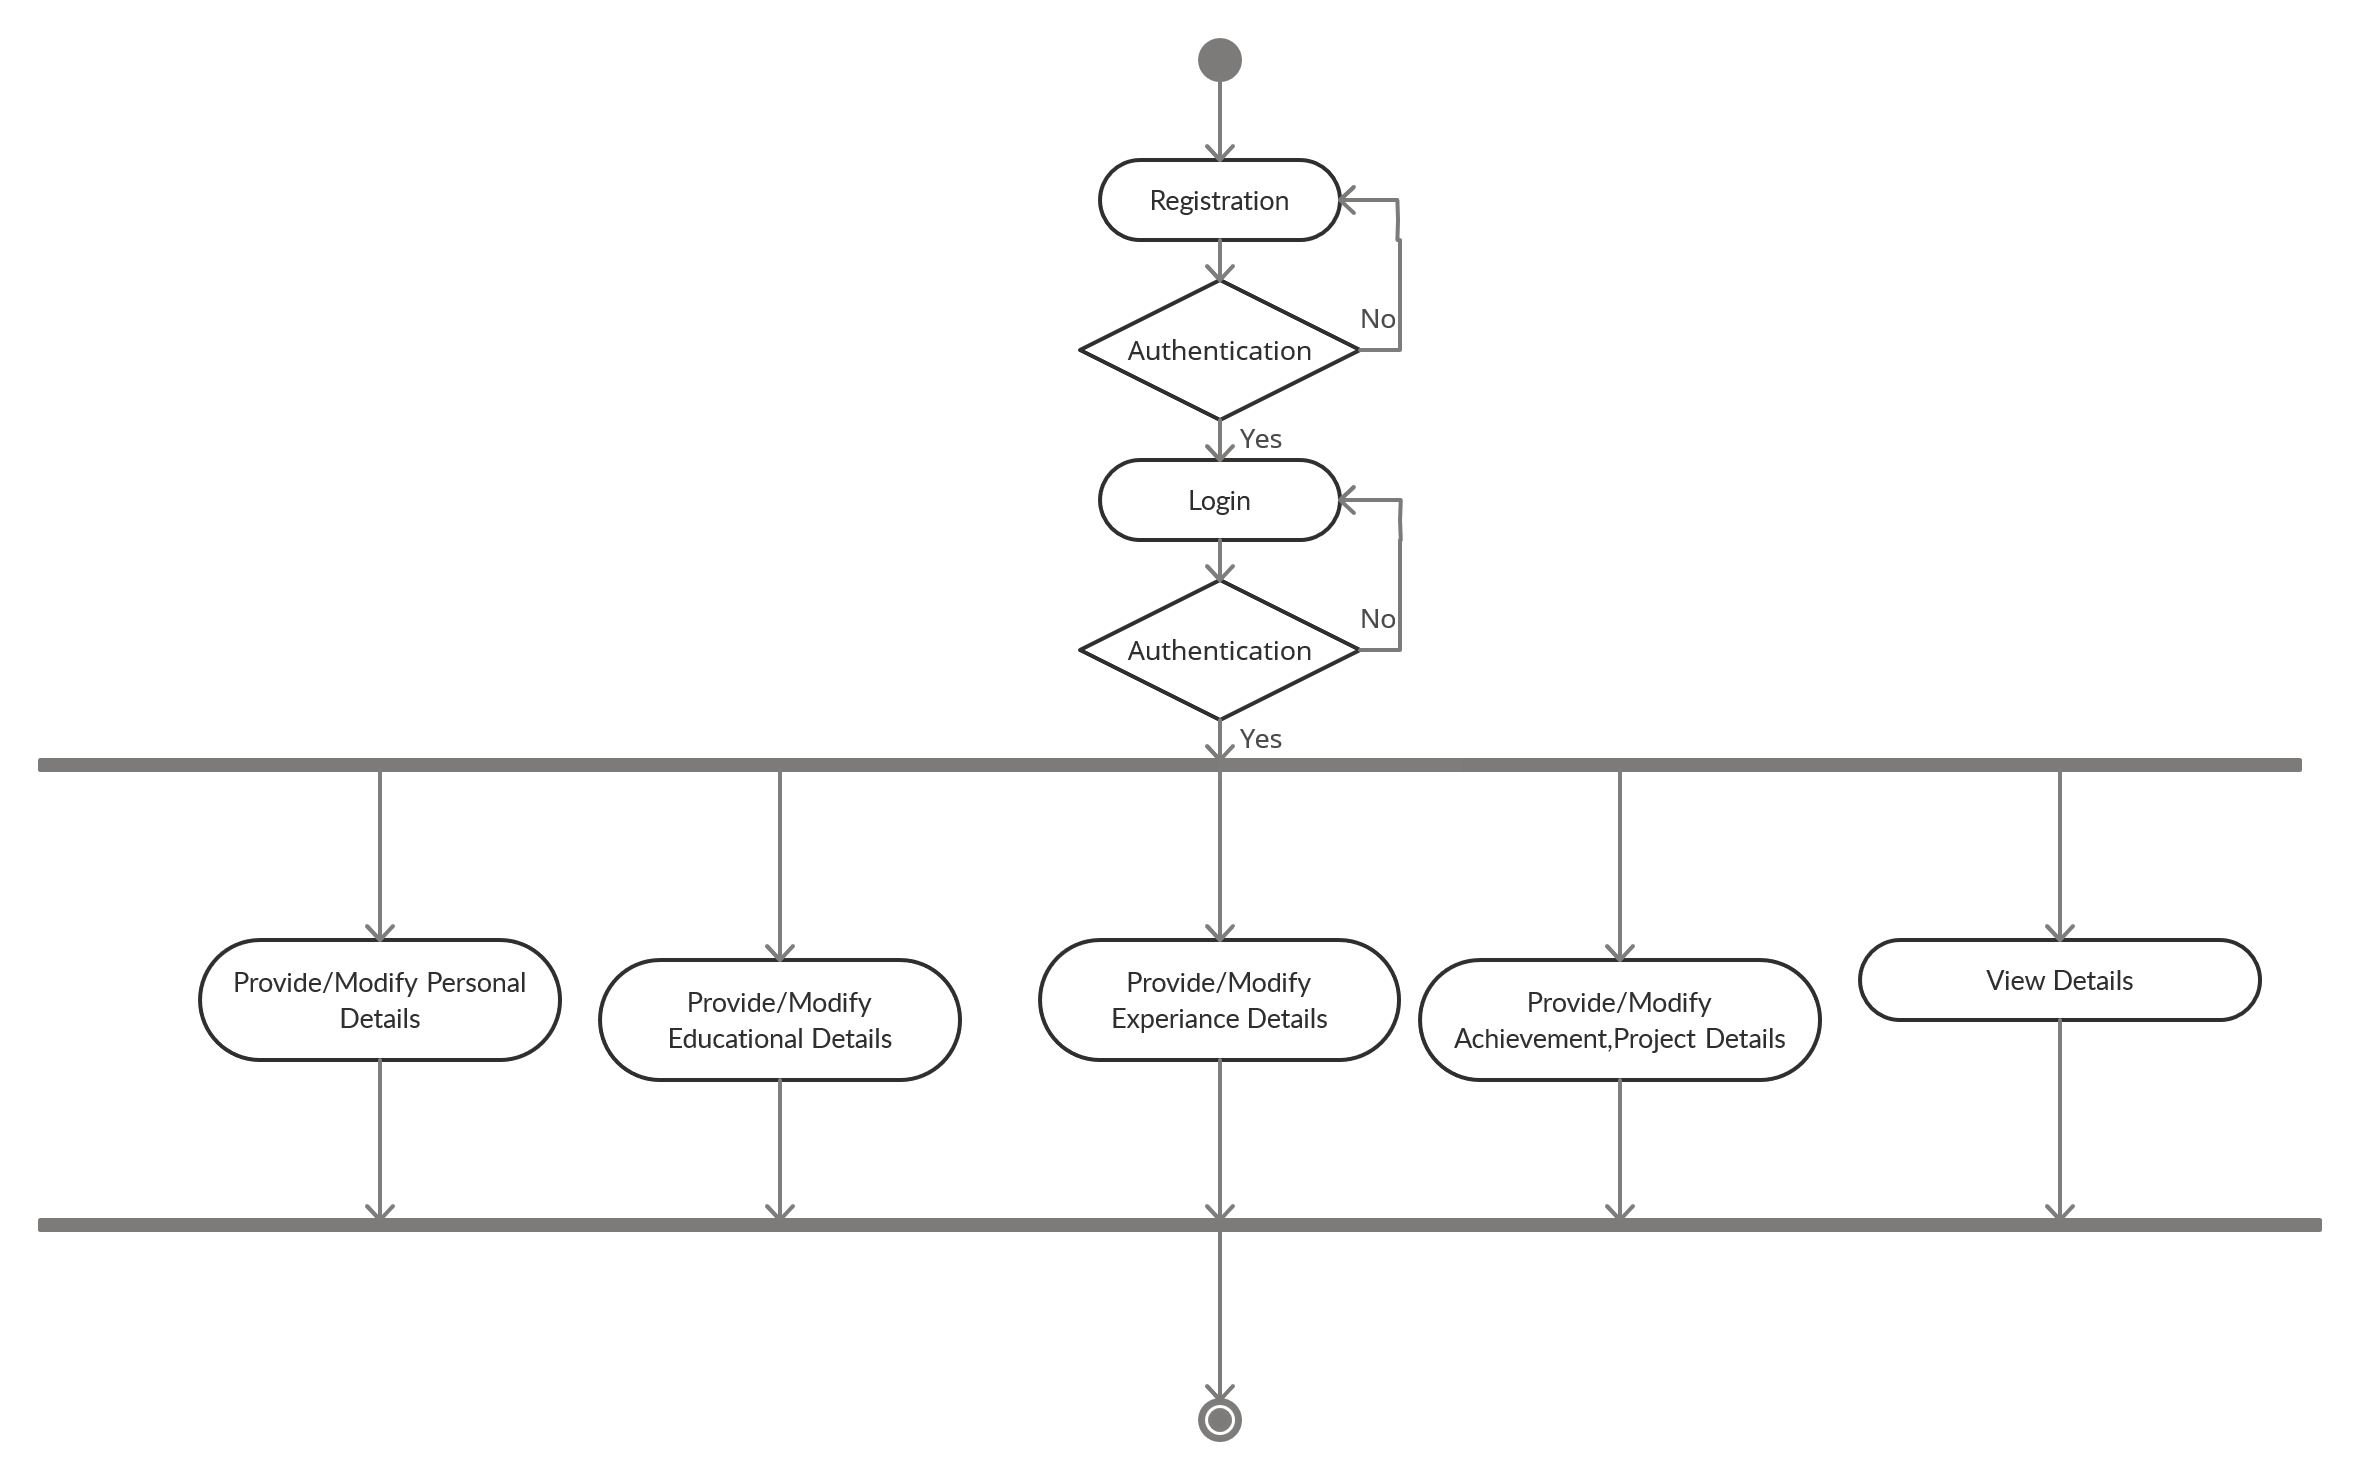 Registration
No
Authentication
Yes
Login
No
Authentication
Yes
Provide/Modify Personal
Details
Provide/Modify
Educational Details
Provide/Modify
Experiance Details
Provide/Modify
Achievement,Project Details
View Details